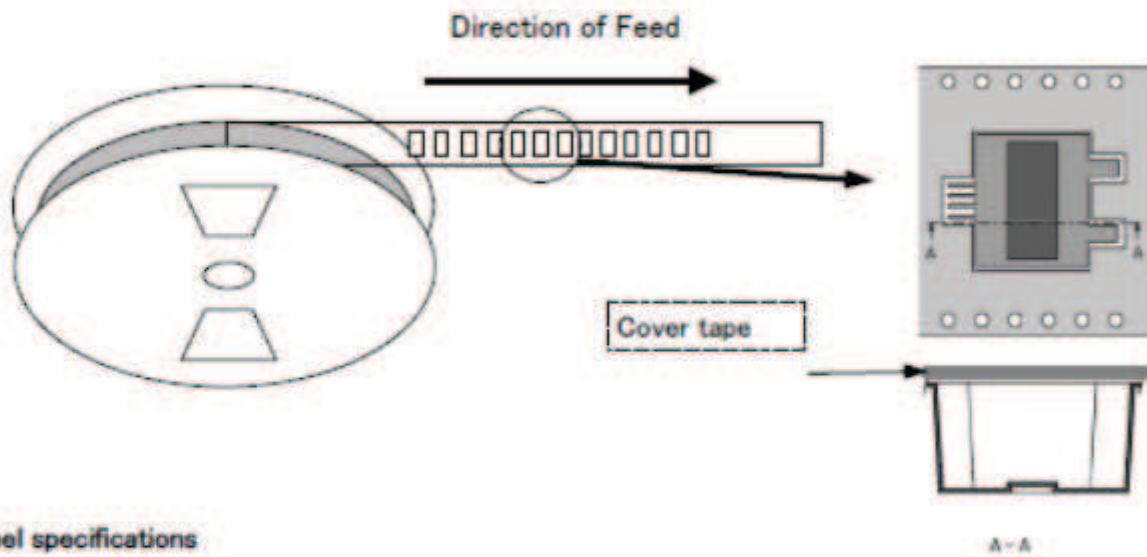 Direction of Feed
A
A
Cover tape
el specifications
A-A